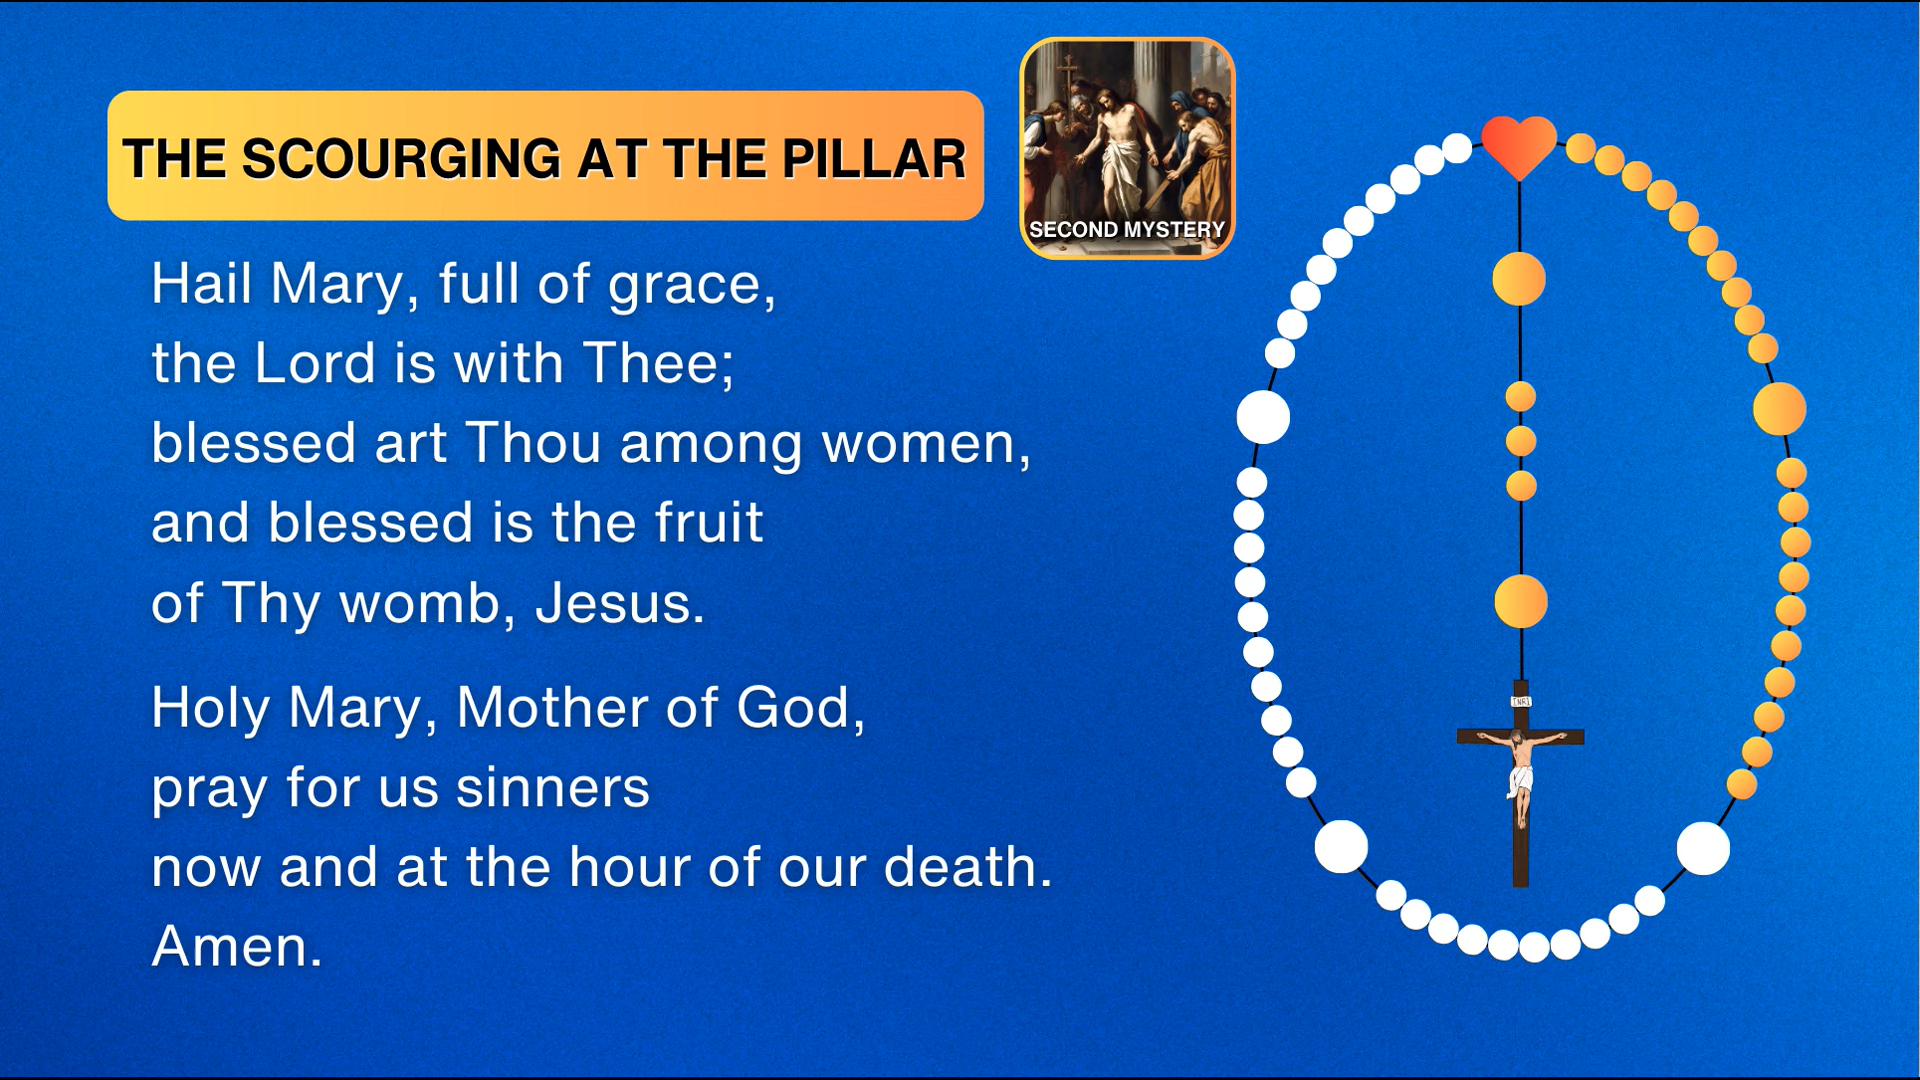 THE SCOURGING AT THE PILLAR
SECOND MYSTERY
Hail Mary, full of grace,
the Lord is with Thee;
blessed art Thou among women,
and blessed is the fruit
of Thy womb, Jesus.
Holy Mary, Mother of God,
pray for us sinners
now and at the hour of our death.
Amen.
INRI